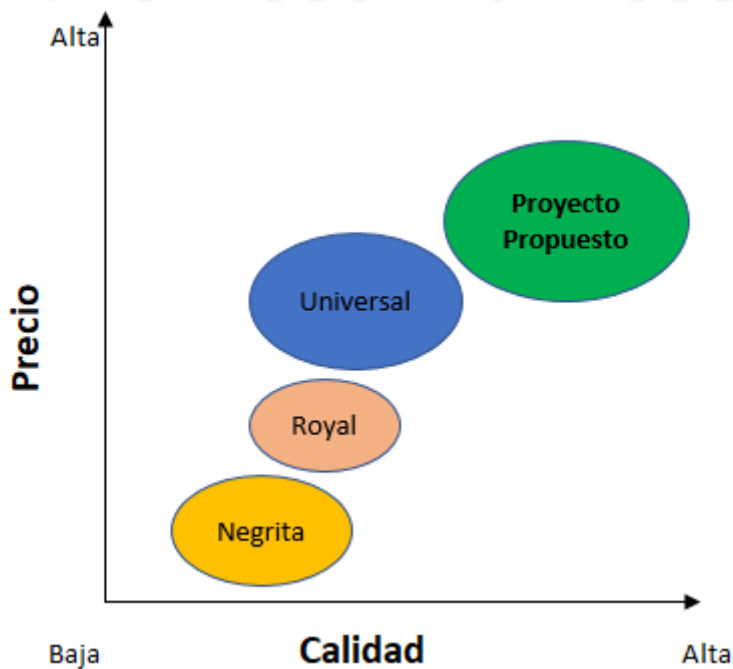 Alta
Proyecto
Propuesto
Universal
Precio
Royal
Negrita
Baja
Calidad
Alta